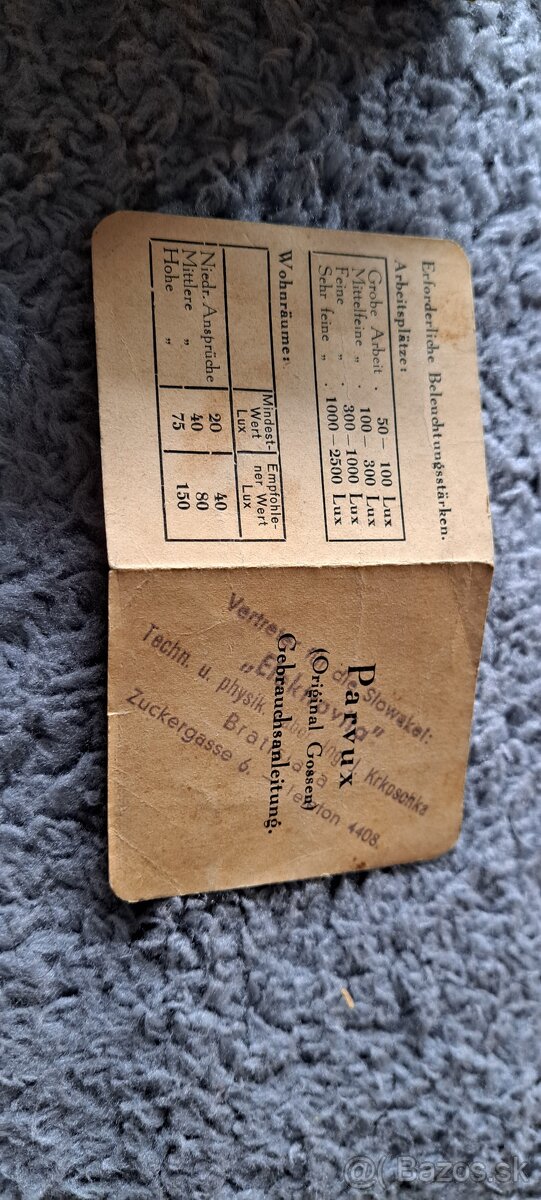 Erforderliche Beleuchtungsstärken.
Arbeitsplätze:
Grobe Arbeit . 50 – 100 Lux
Mittelfeine „ . 100 – 300 Lux
Feine „ . 300 – 1000 Lux
Sehr feine „ . 1000 – 2500 Lux
Wohnräume:
Mindest- Wert Lux Empfohle- ner Wert Lux
Niedr. Ansprüche 20 40
Mittlere „ 40 80
Hohe „ 75 150
Parvux
(Original Gossen)
Gebrauchsanleitung.
die Slowakei:
Techn. u. physik. Krkoschka
Zuckergasse 6. 4408.
@ Bazos.sk